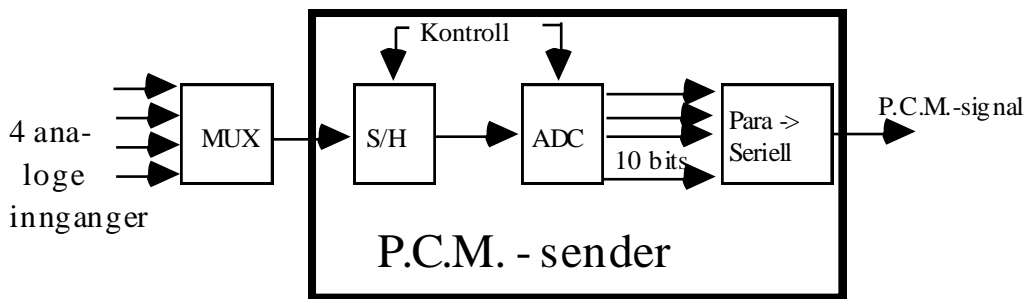 Kontroll
4 ana-
loge
innganger
MUX
S/H
ADC
10 bits
Para ->
Seriell
P.C.M.-signal
P.C.M. - sender